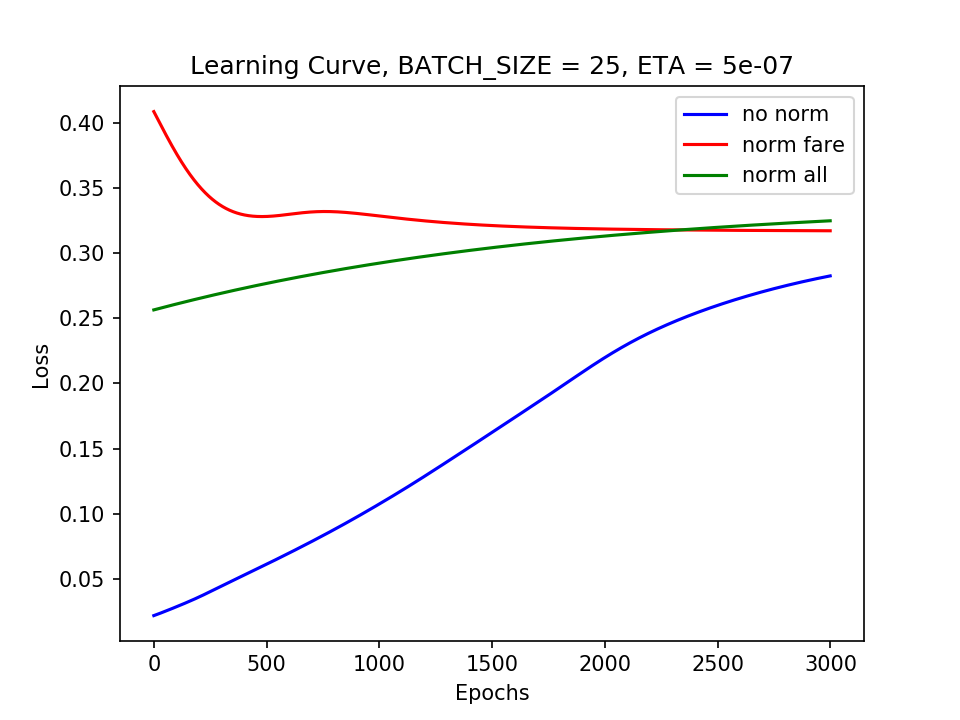 Learning Curve, BATCH_SIZE = 25, ETA = 5e-07
no norm
norm fare
norm all
0.40
0.35
0.30
0.25
0.20
0.15
0.10
0.05
Loss
0 500 1000 1500 2000 2500 3000
Epochs